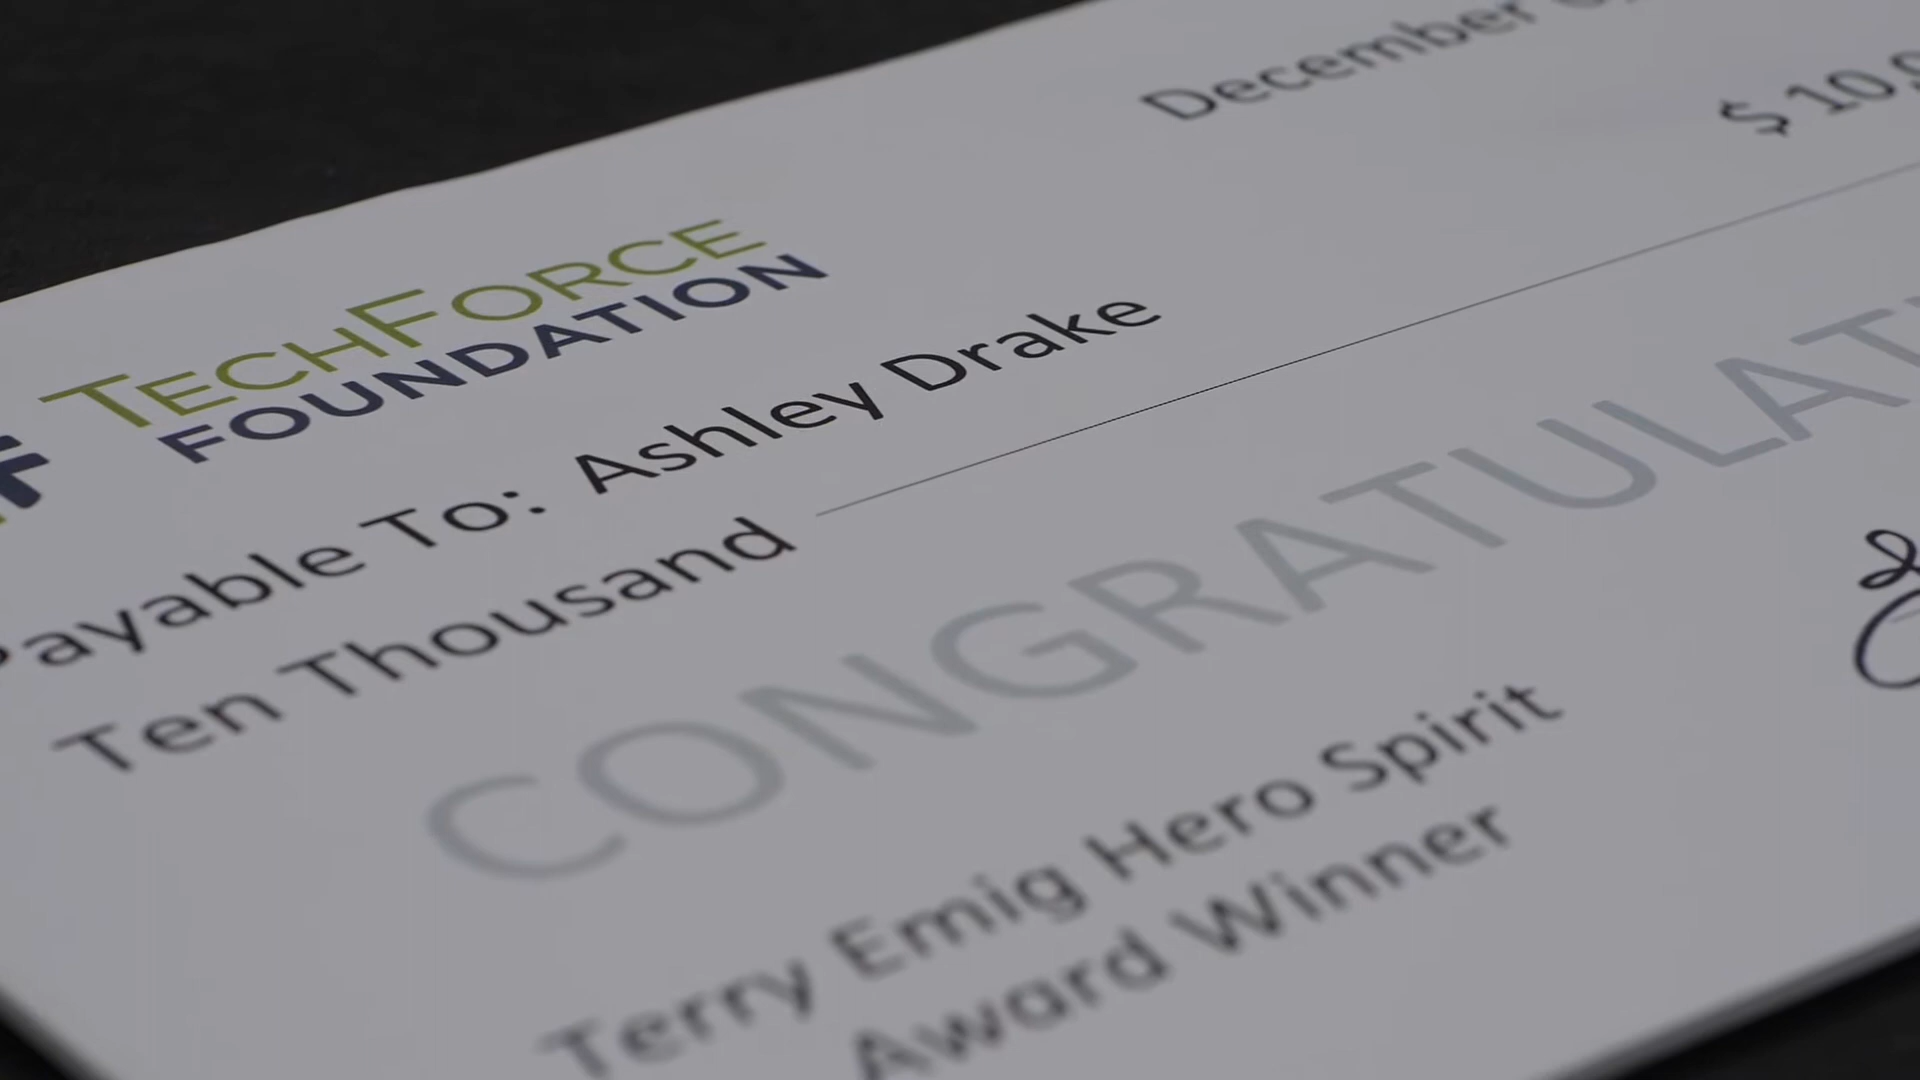 December
$ 10,
TECHFORCE
FOUNDATION
Payable To: Ashley Drake
Ten Thousand
CONGRATULAT
Terry Emig Hero Spirit
Award Winner